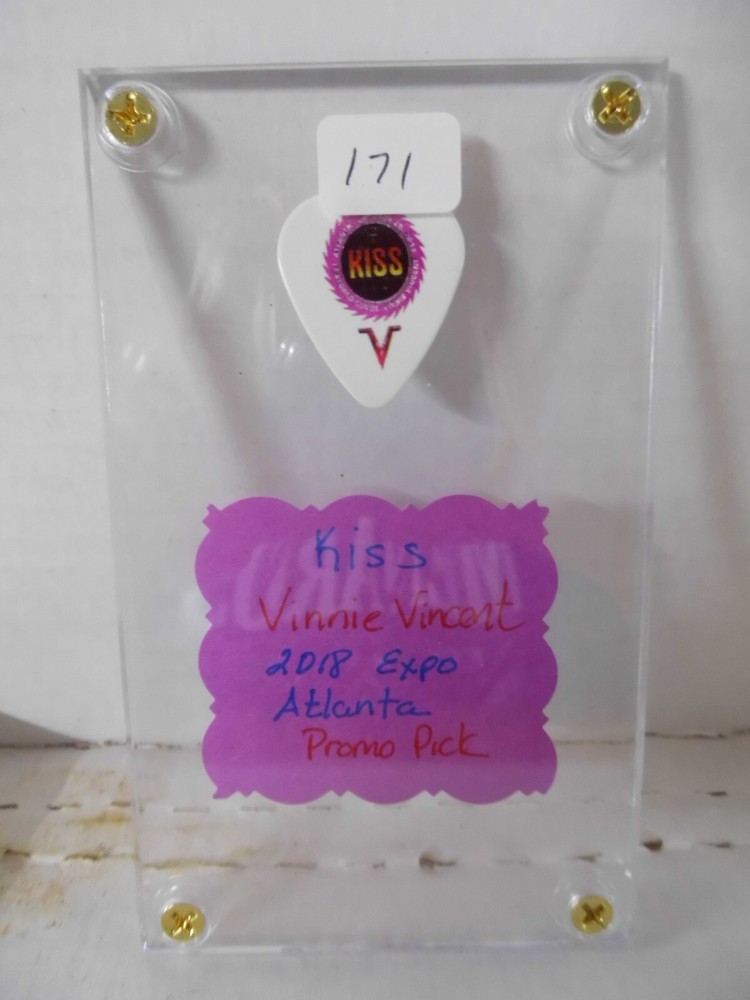 171
KISS
V
Kiss
Vinnie Vincent
2018 Expo
Atlanta
Promo Pick